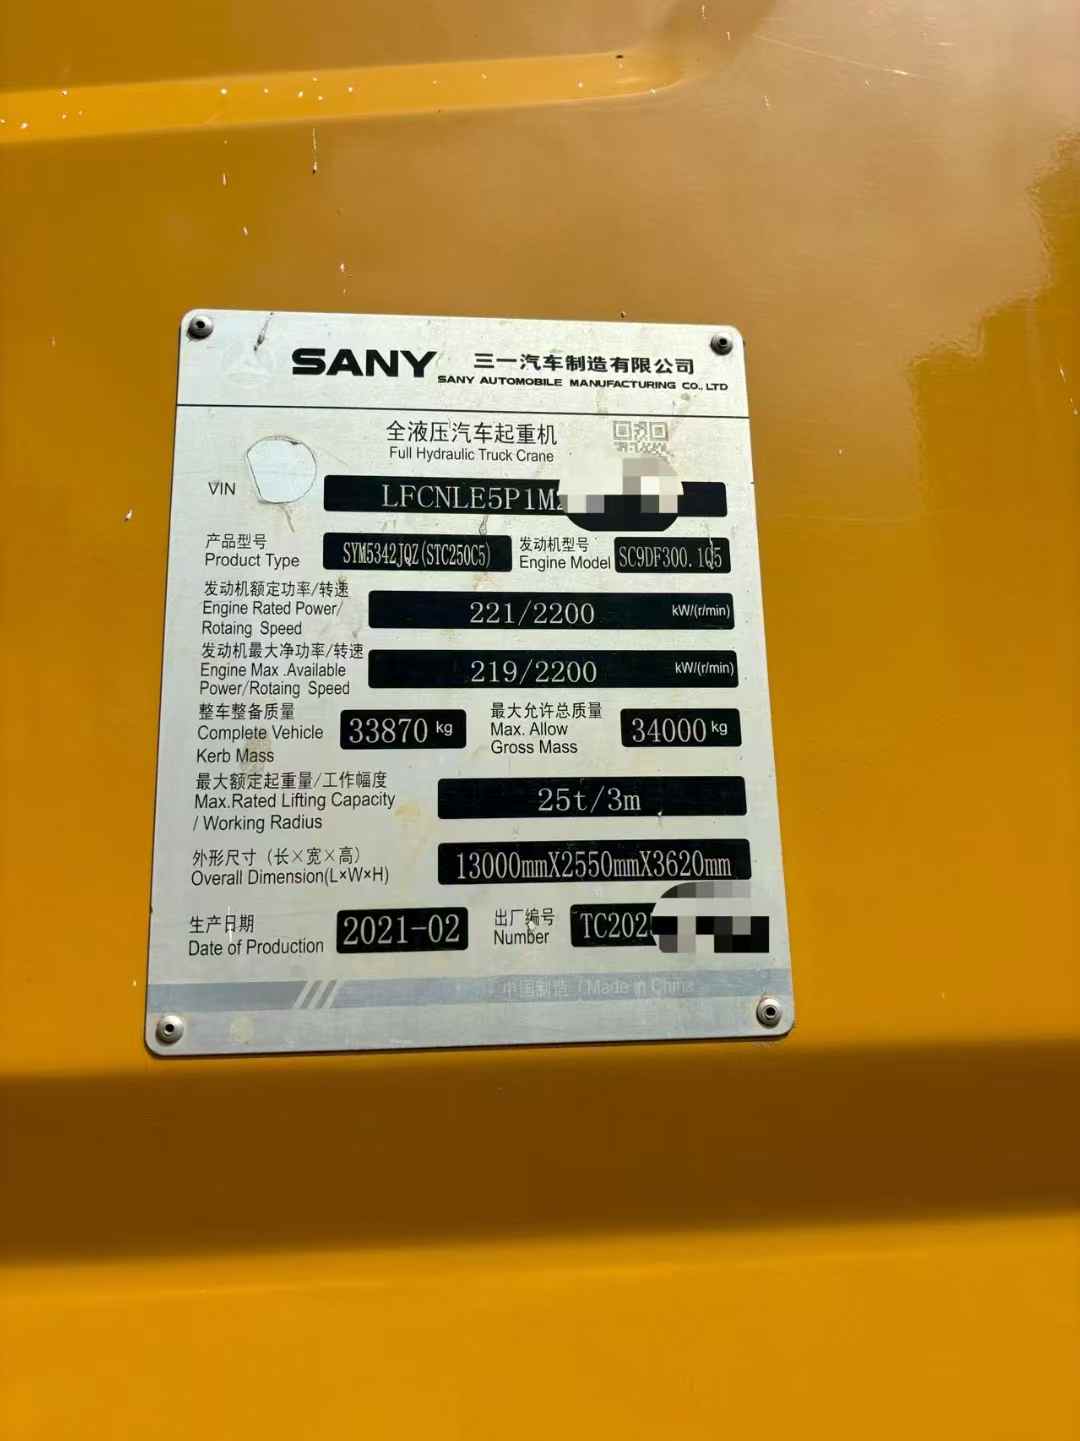 SANY 三一汽车制造有限公司
SANY AUTOMOBILE MANUFACTURING CO., LTD
全液压汽车起重机
Full Hydraulic Truck Crane
VIN LFCNLE5P1M
产品型号 SYM5342JQZ(STC250C5) 发动机型号 SC9DF300.1Q5
Product Type Engine Model
发动机额定功率/转速
Engine Rated Power/ 221/2200 kW/(r/min)
Rotaing Speed
发动机最大净功率/转速
Engine Max .Available 219/2200 kW/(r/min)
Power/Rotaing Speed
整车整备质量 最大允许总质量
Complete Vehicle 33870 kg Max. Allow 34000 kg
Kerb Mass Gross Mass
最大额定起重量/工作幅度
Max.Rated Lifting Capacity 25t/3m
/ Working Radius
外形尺寸（长×宽×高）
Overall Dimension(L×W×H) 13000mmX2550mmX3620mm
生产日期 2021-02 出厂编号 TC202
Date of Production Number
中国制造 / Made in China